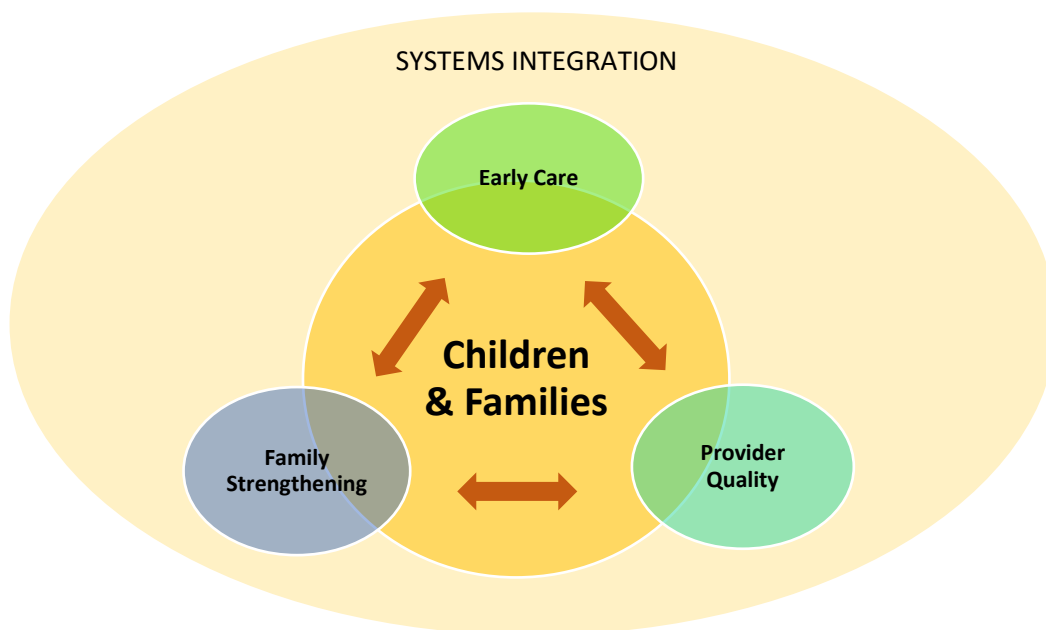 SYSTEMS INTEGRATION
Early Care
Children
& Families
Family
Strengthening
Provider
Quality